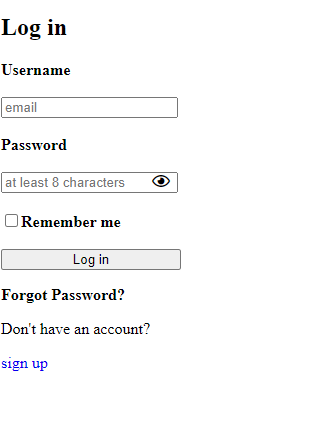 Log in
Username
email
Password
at least 8 characters
Remember me
Log in
Forgot Password?
Don't have an account?
sign up